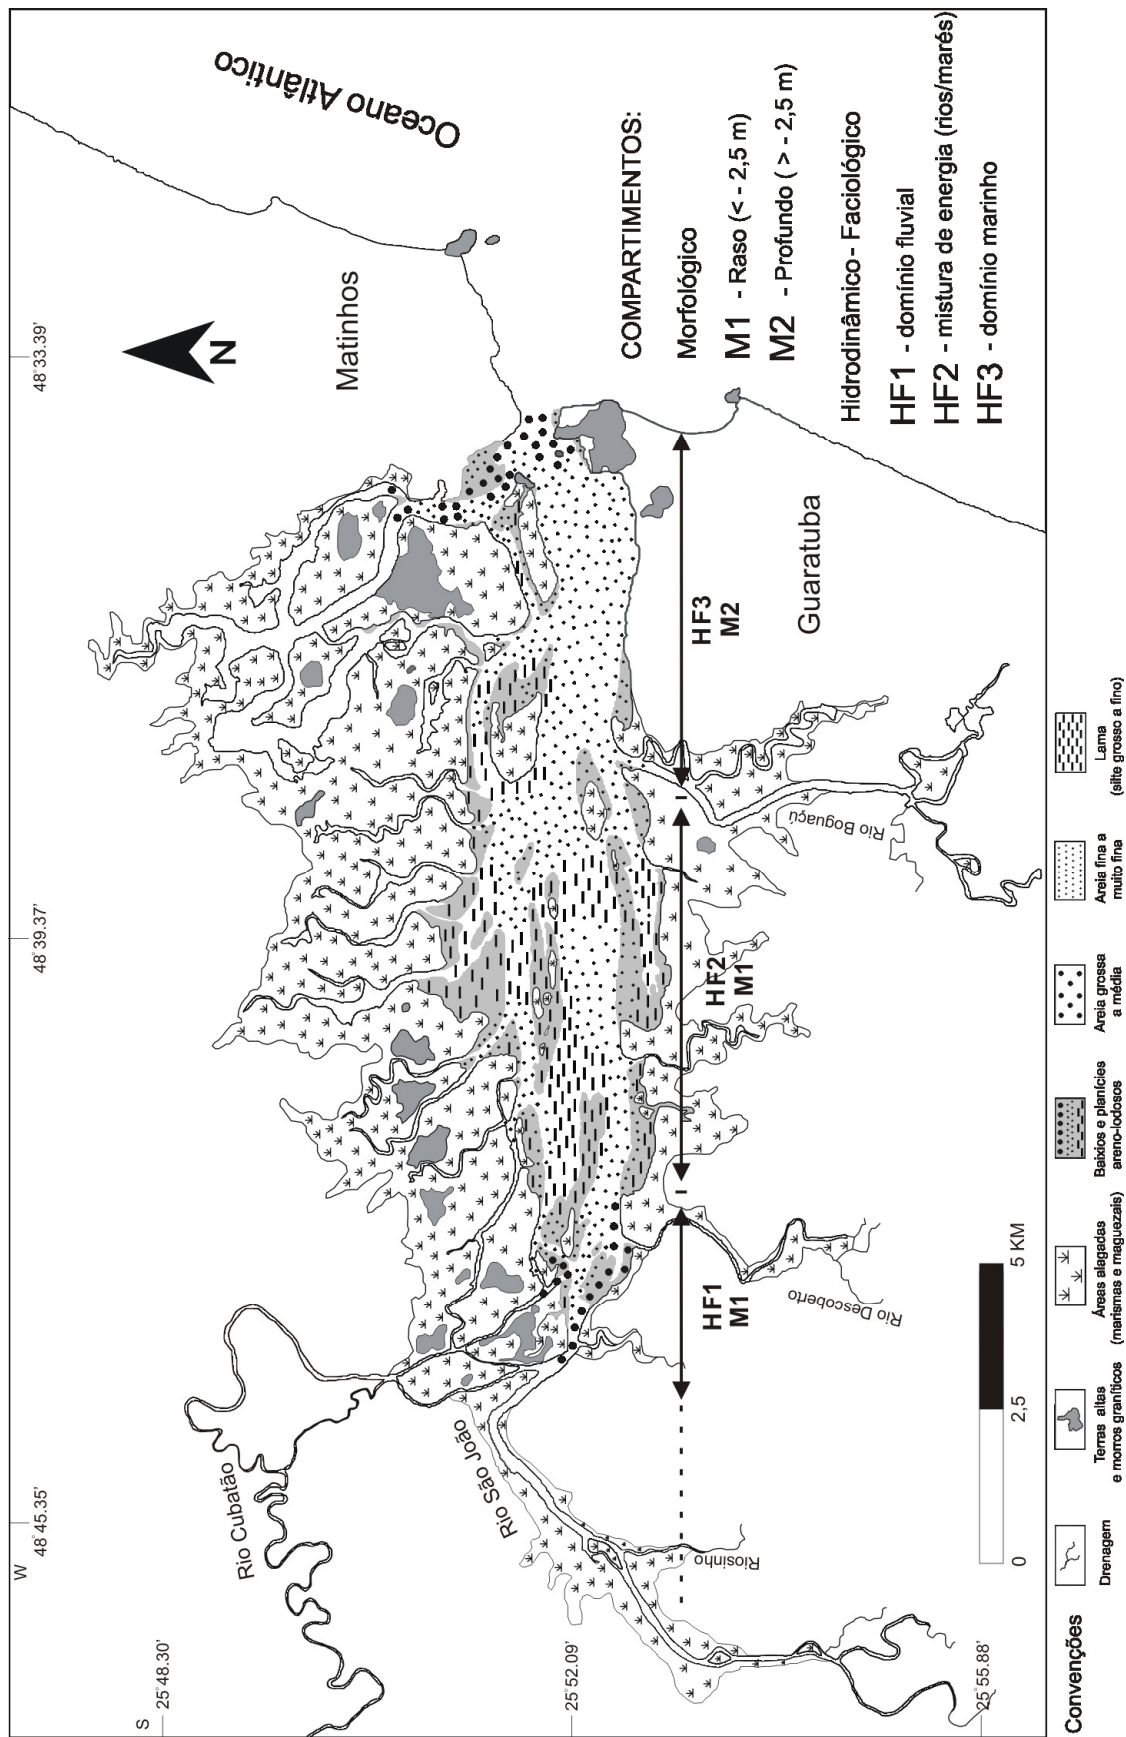 W
48°45.35'
48°39.37'
48°33.39'
S
25°48.30'
25°52.09'
25°55.88'
Oceano Atlântico
Matinhos
N
Guaratuba
Rio Cubatão
Rio São João
Riosinho
Rio Descoberto
Rio Boguaçú
HF1
M1
HF2
M1
HF3
M2
COMPARTIMENTOS:
Morfológico
M1 - Raso (< - 2,5 m)
M2 - Profundo ( > - 2,5 m)
Hidrodinâmico - Faciológico
HF1 - domínio fluvial
HF2 - mistura de energia (rios/marés)
HF3 - domínio marinho
0
2,5
5 KM
Convenções
Drenagem
Terras altas
e morros graníticos
Áreas alagadas
(marismas e maguezais)
Baixios e planícies
areno-lodosos
Areia grossa
a média
Areia fina a
muito fina
Lama
(silte grosso a fino)